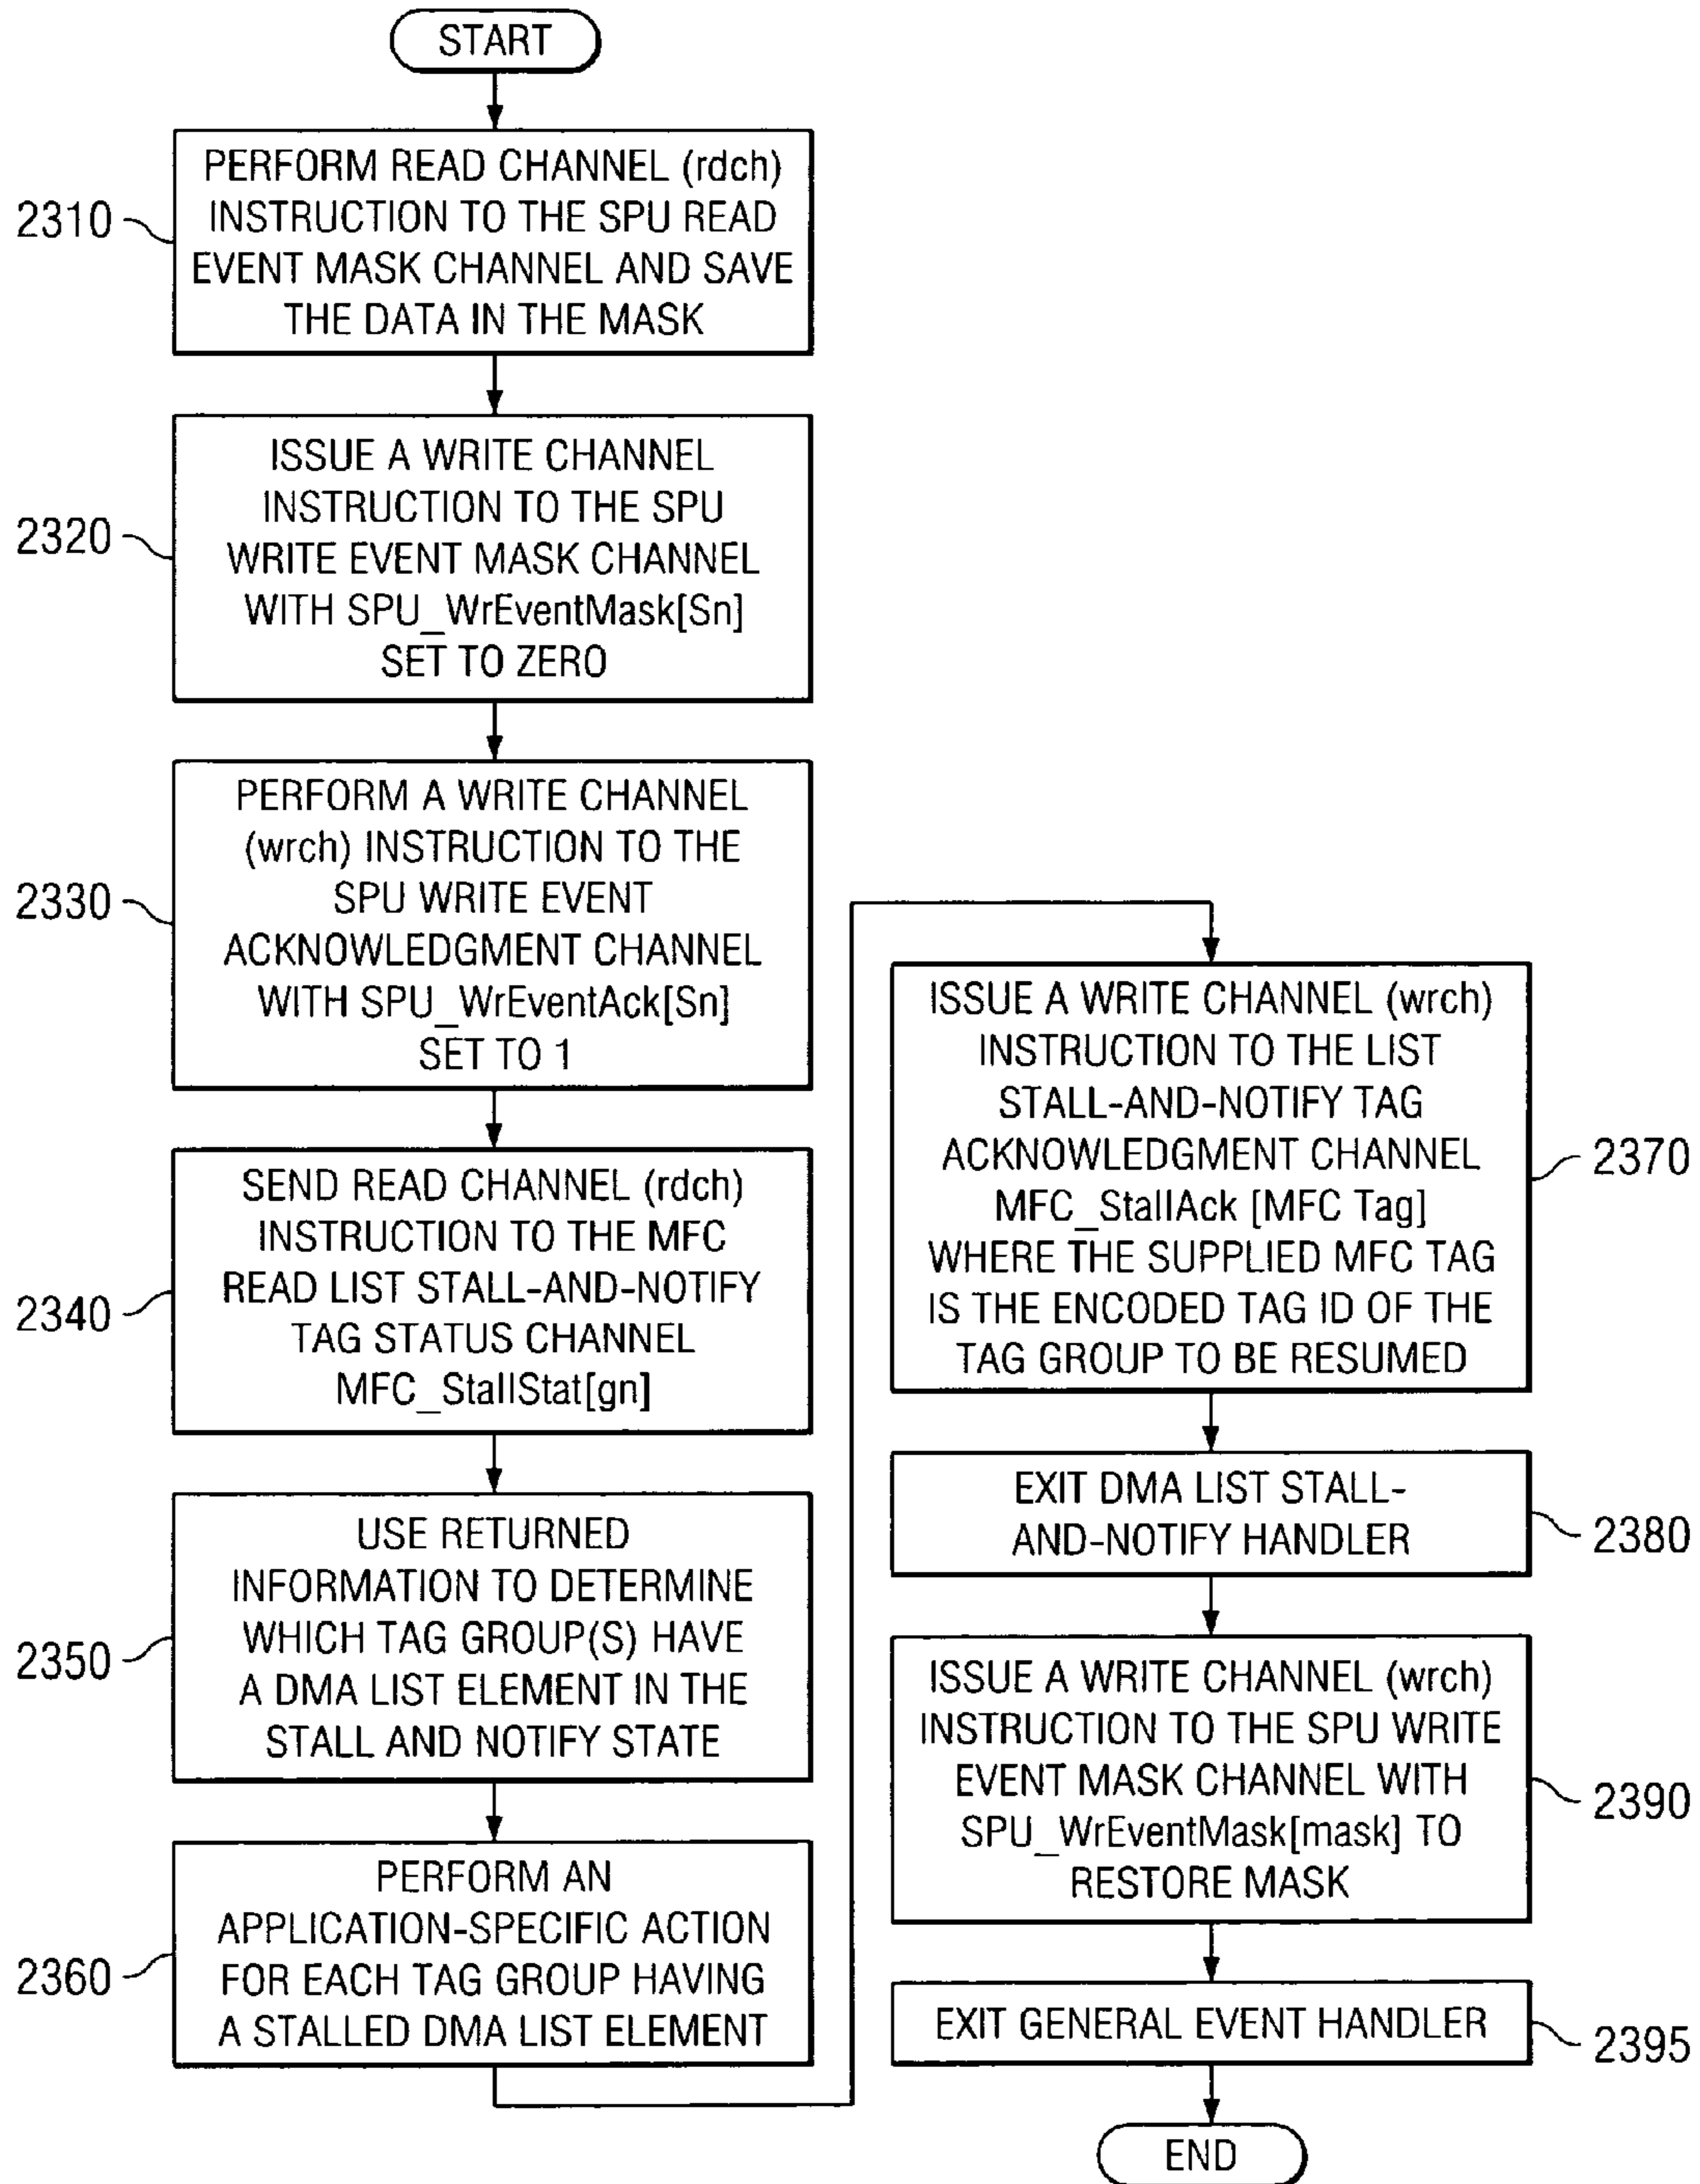 START
2310
PERFORM READ CHANNEL (rdch)
INSTRUCTION TO THE SPU READ
EVENT MASK CHANNEL AND SAVE
THE DATA IN THE MASK
2320
ISSUE A WRITE CHANNEL
INSTRUCTION TO THE SPU
WRITE EVENT MASK CHANNEL
WITH SPU_WrEventMask[Sn]
SET TO ZERO
2330
PERFORM A WRITE CHANNEL
(wrch) INSTRUCTION TO THE
SPU WRITE EVENT
ACKNOWLEDGMENT CHANNEL
WITH SPU_WrEventAck[Sn]
SET TO 1
2340
SEND READ CHANNEL (rdch)
INSTRUCTION TO THE MFC
READ LIST STALL-AND-NOTIFY
TAG STATUS CHANNEL
MFC_StallStat[gn]
2350
USE RETURNED
INFORMATION TO DETERMINE
WHICH TAG GROUP(S) HAVE
A DMA LIST ELEMENT IN THE
STALL AND NOTIFY STATE
2360
PERFORM AN
APPLICATION-SPECIFIC ACTION
FOR EACH TAG GROUP HAVING
A STALLED DMA LIST ELEMENT
ISSUE A WRITE CHANNEL (wrch)
INSTRUCTION TO THE LIST
STALL-AND-NOTIFY TAG
ACKNOWLEDGMENT CHANNEL
MFC_StallAck [MFC Tag]
WHERE THE SUPPLIED MFC TAG
IS THE ENCODED TAG ID OF THE
TAG GROUP TO BE RESUMED
2370
EXIT DMA LIST STALL-
AND-NOTIFY HANDLER
2380
ISSUE A WRITE CHANNEL (wrch)
INSTRUCTION TO THE SPU WRITE
EVENT MASK CHANNEL WITH
SPU_WrEventMask[mask] TO
RESTORE MASK
2390
EXIT GENERAL EVENT HANDLER
2395
END